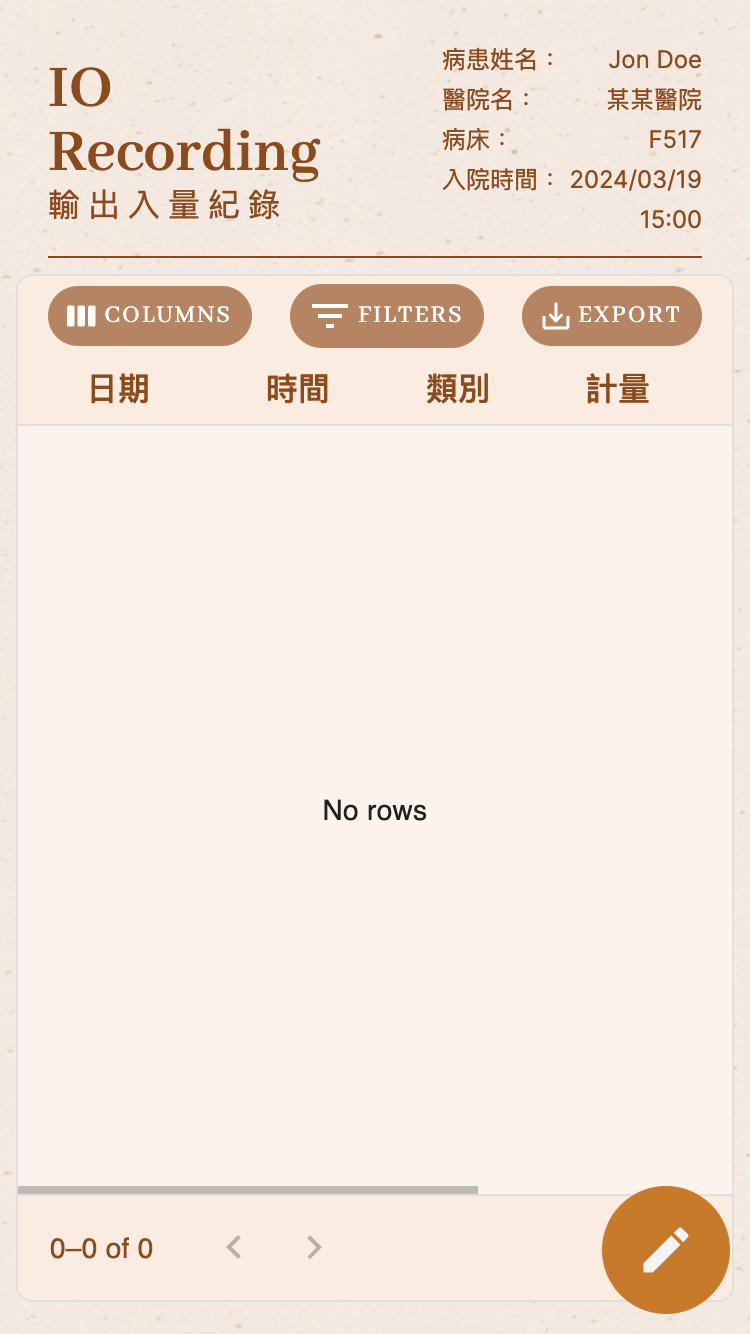 IO
Recording
輸出入量紀錄
病患姓名： Jon Doe
醫院名： 某某醫院
病床： F517
入院時間： 2024/03/19
15:00
COLUMNS FILTERS EXPORT
日期 時間 類別 計量
No rows
0–0 of 0